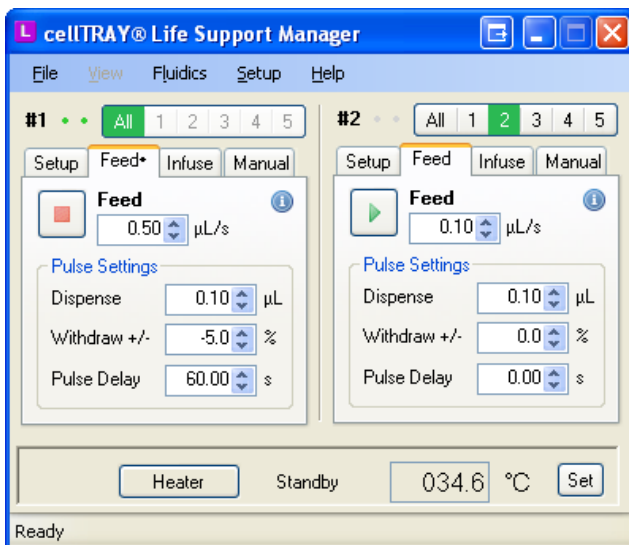 L cellTRAY® Life Support Manager
File View Fluidics Setup Help
#1 All 1 2 3 4 5
Setup Feed• Infuse Manual
Feed
0.50 µL/s
Pulse Settings
Dispense 0.10 µL
Withdraw +/- -5.0 %
Pulse Delay 60.00 s
#2 All 1 2 3 4 5
Setup Feed Infuse Manual
Feed
0.10 µL/s
Pulse Settings
Dispense 0.10 µL
Withdraw +/- 0.0 %
Pulse Delay 0.00 s
Heater Standby 034.6 °C Set
Ready